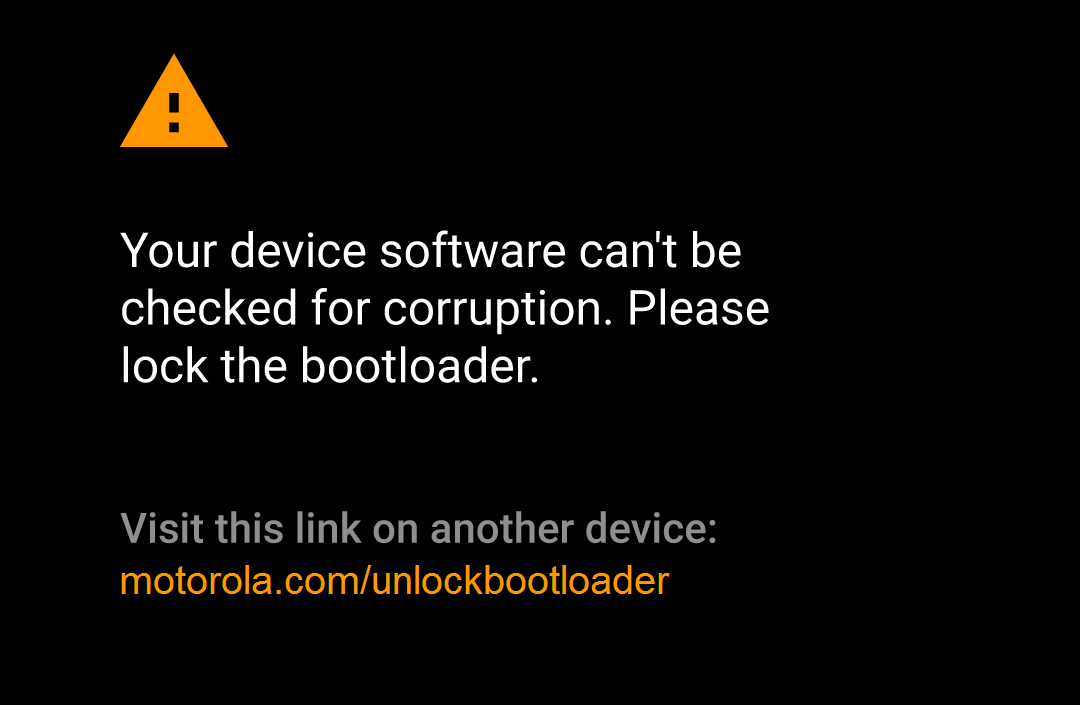 Your device software can't be
checked for corruption. Please
lock the bootloader.
Visit this link on another device:
motorola.com/unlockbootloader